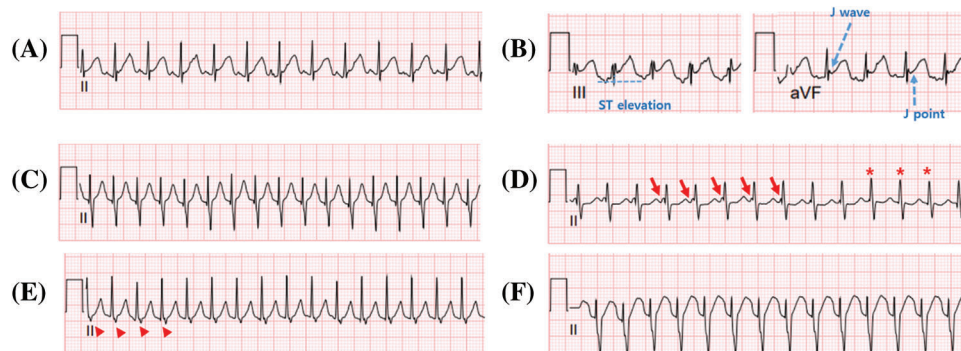 (A)
II
(B)
J wave
III
aVF
ST elevation
J point
(C)
II
(D)
* * *
II
(E)
II
(F)
II